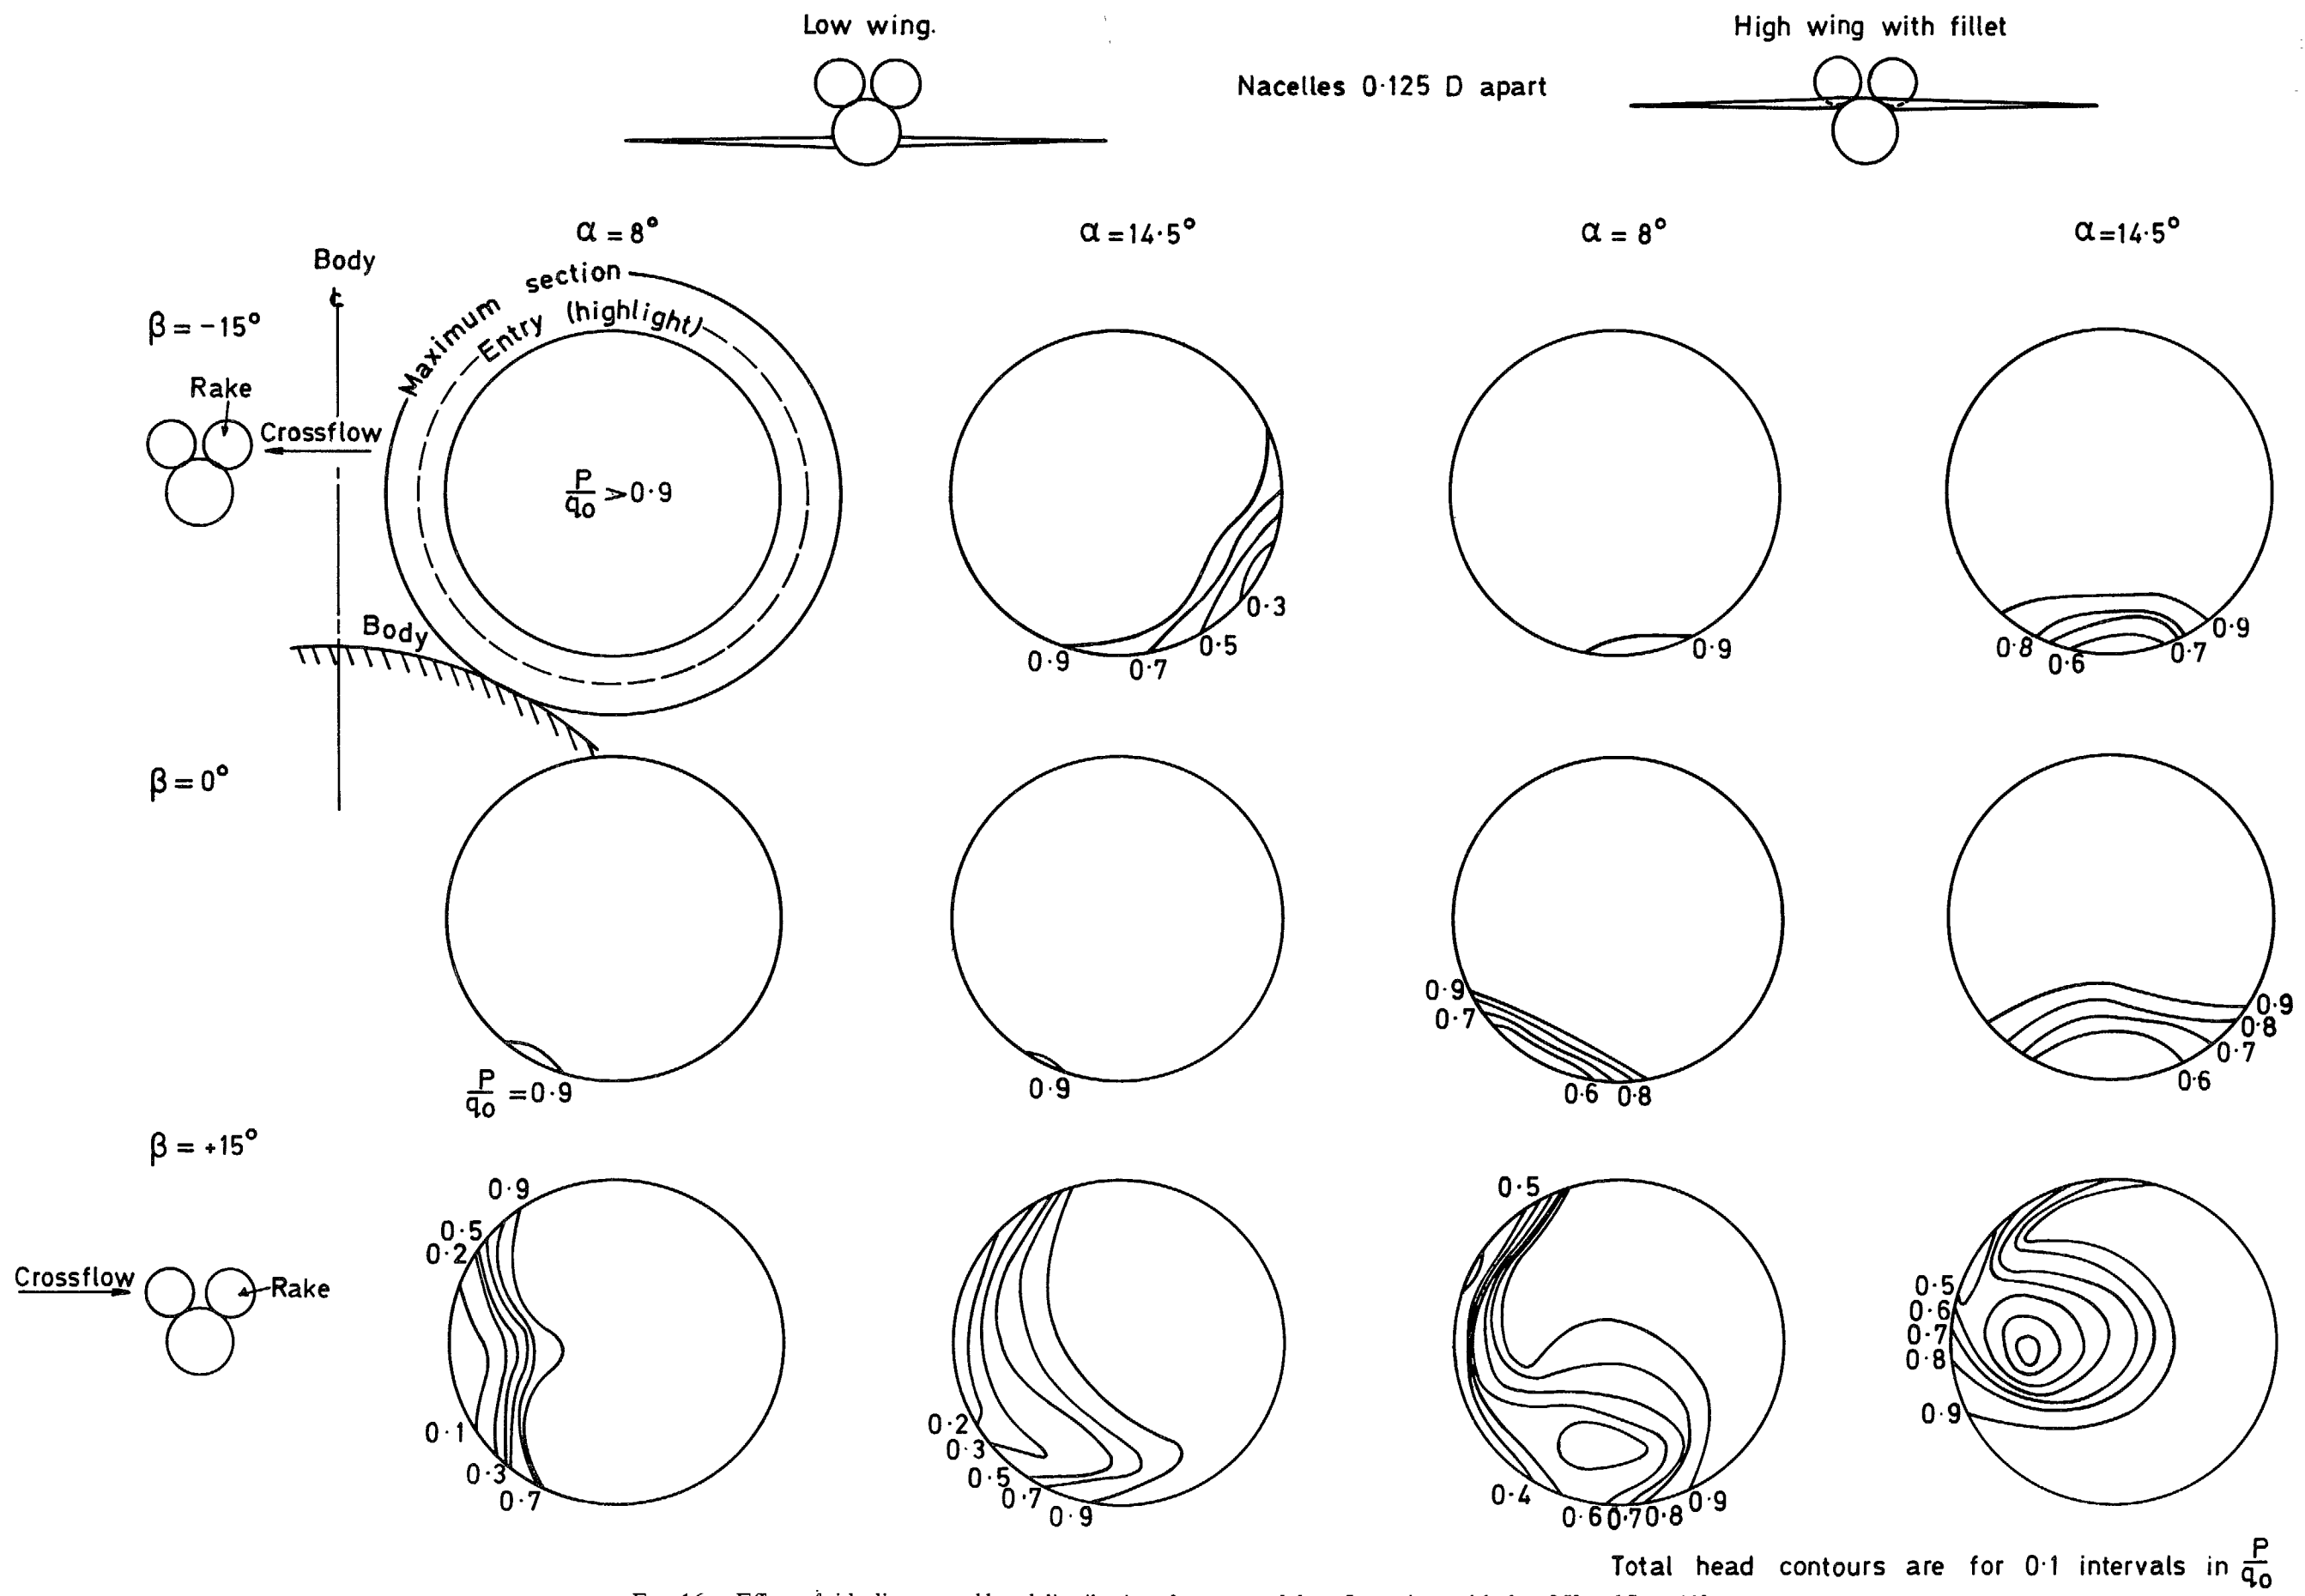 Low wing.
High wing with fillet
Nacelles 0·125 D apart
α = 8°
α = 14·5°
α = 8°
α = 14·5°
Body
℄
Maximum section
Entry (highlight)
β = -15°
Rake
Crossflow
P/q₀ > 0·9
Body
0·9
0·7
0·5
0·3
0·9
0·8
0·6
0·7
0·9
β = 0°
P/q₀ = 0·9
0·9
0·9
0·7
0·6
0·8
0·9
0·8
0·7
0·6
β = +15°
Crossflow
Rake
0·9
0·5
0·2
0·1
0·3
0·7
0·2
0·3
0·5
0·7
0·9
0·5
0·4
0·6
0·7
0·8
0·9
0·5
0·6
0·7
0·8
0·9
Total head contours are for 0·1 intervals in P/q₀